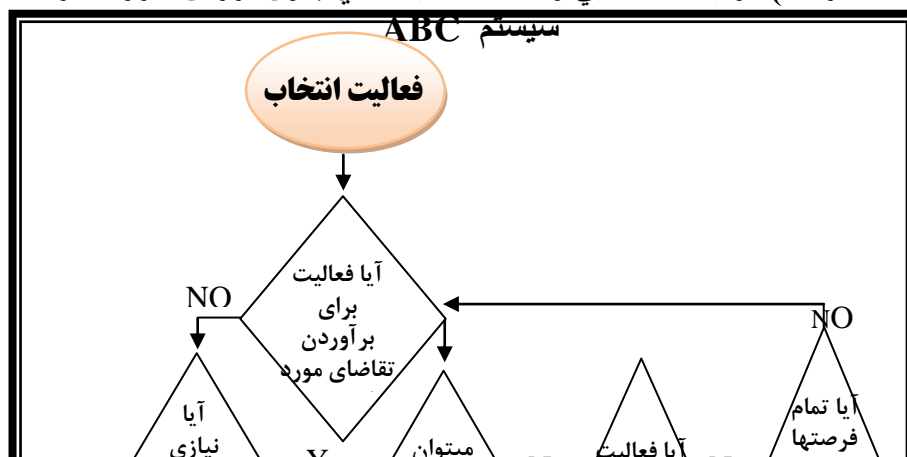 سیستم ABC
فعالیت انتخاب
آیا فعالیت
برای
برآوردن
تقاضای مورد
NO
NO
آیا
نیازی
میتوان
آیا فعالیت
آیا تمام
فرصتها